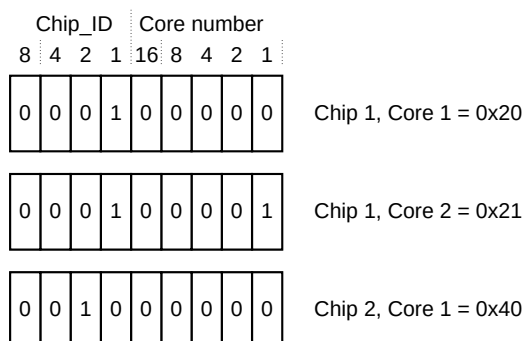 Chip_ID Core number
8 4 2 1 16 8 4 2 1
0 0 0 1 0 0 0 0 0 Chip 1, Core 1 = 0x20
0 0 0 1 0 0 0 0 1 Chip 1, Core 2 = 0x21
0 0 1 0 0 0 0 0 0 Chip 2, Core 1 = 0x40